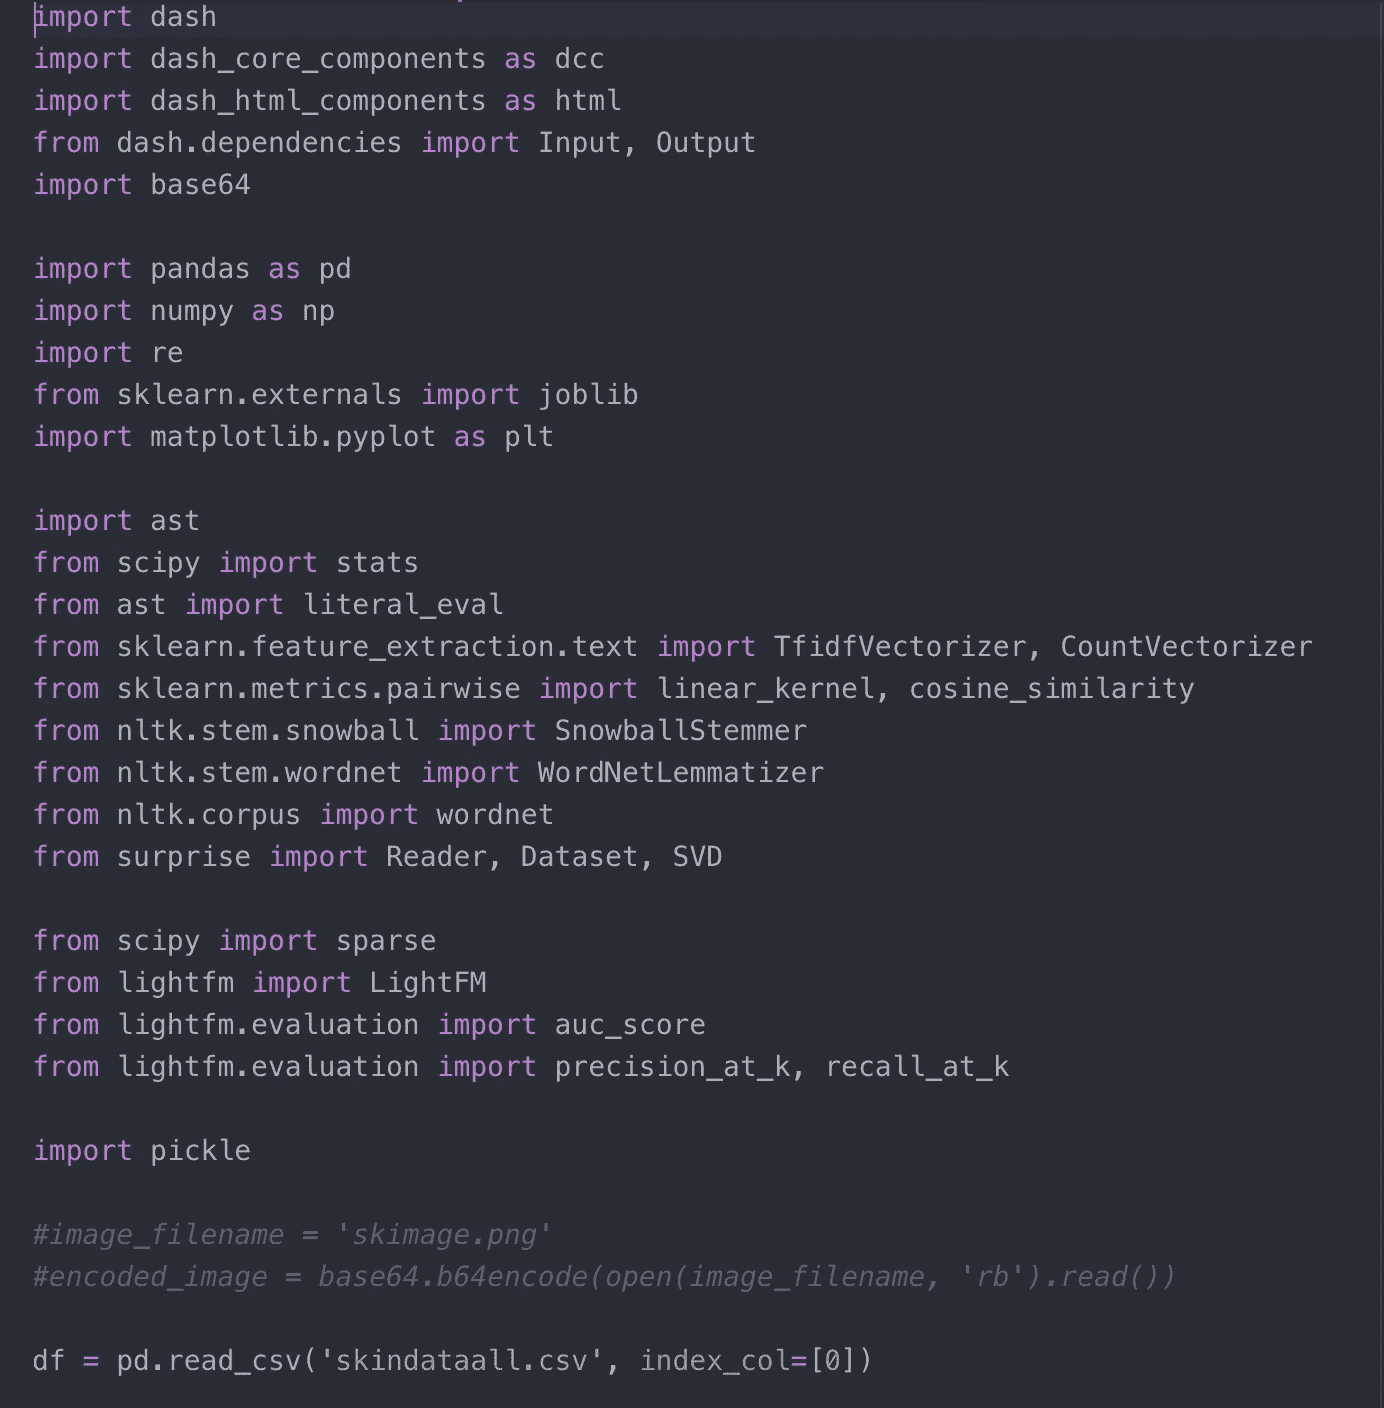 import dash
import dash_core_components as dcc
import dash_html_components as html
from dash.dependencies import Input, Output
import base64

import pandas as pd
import numpy as np
import re
from sklearn.externals import joblib
import matplotlib.pyplot as plt

import ast
from scipy import stats
from ast import literal_eval
from sklearn.feature_extraction.text import TfidfVectorizer, CountVectorizer
from sklearn.metrics.pairwise import linear_kernel, cosine_similarity
from nltk.stem.snowball import SnowballStemmer
from nltk.stem.wordnet import WordNetLemmatizer
from nltk.corpus import wordnet
from surprise import Reader, Dataset, SVD

from scipy import sparse
from lightfm import LightFM
from lightfm.evaluation import auc_score
from lightfm.evaluation import precision_at_k, recall_at_k

import pickle

#image_filename = 'skimage.png'
#encoded_image = base64.b64encode(open(image_filename, 'rb').read())

df = pd.read_csv('skindataall.csv', index_col=[0])